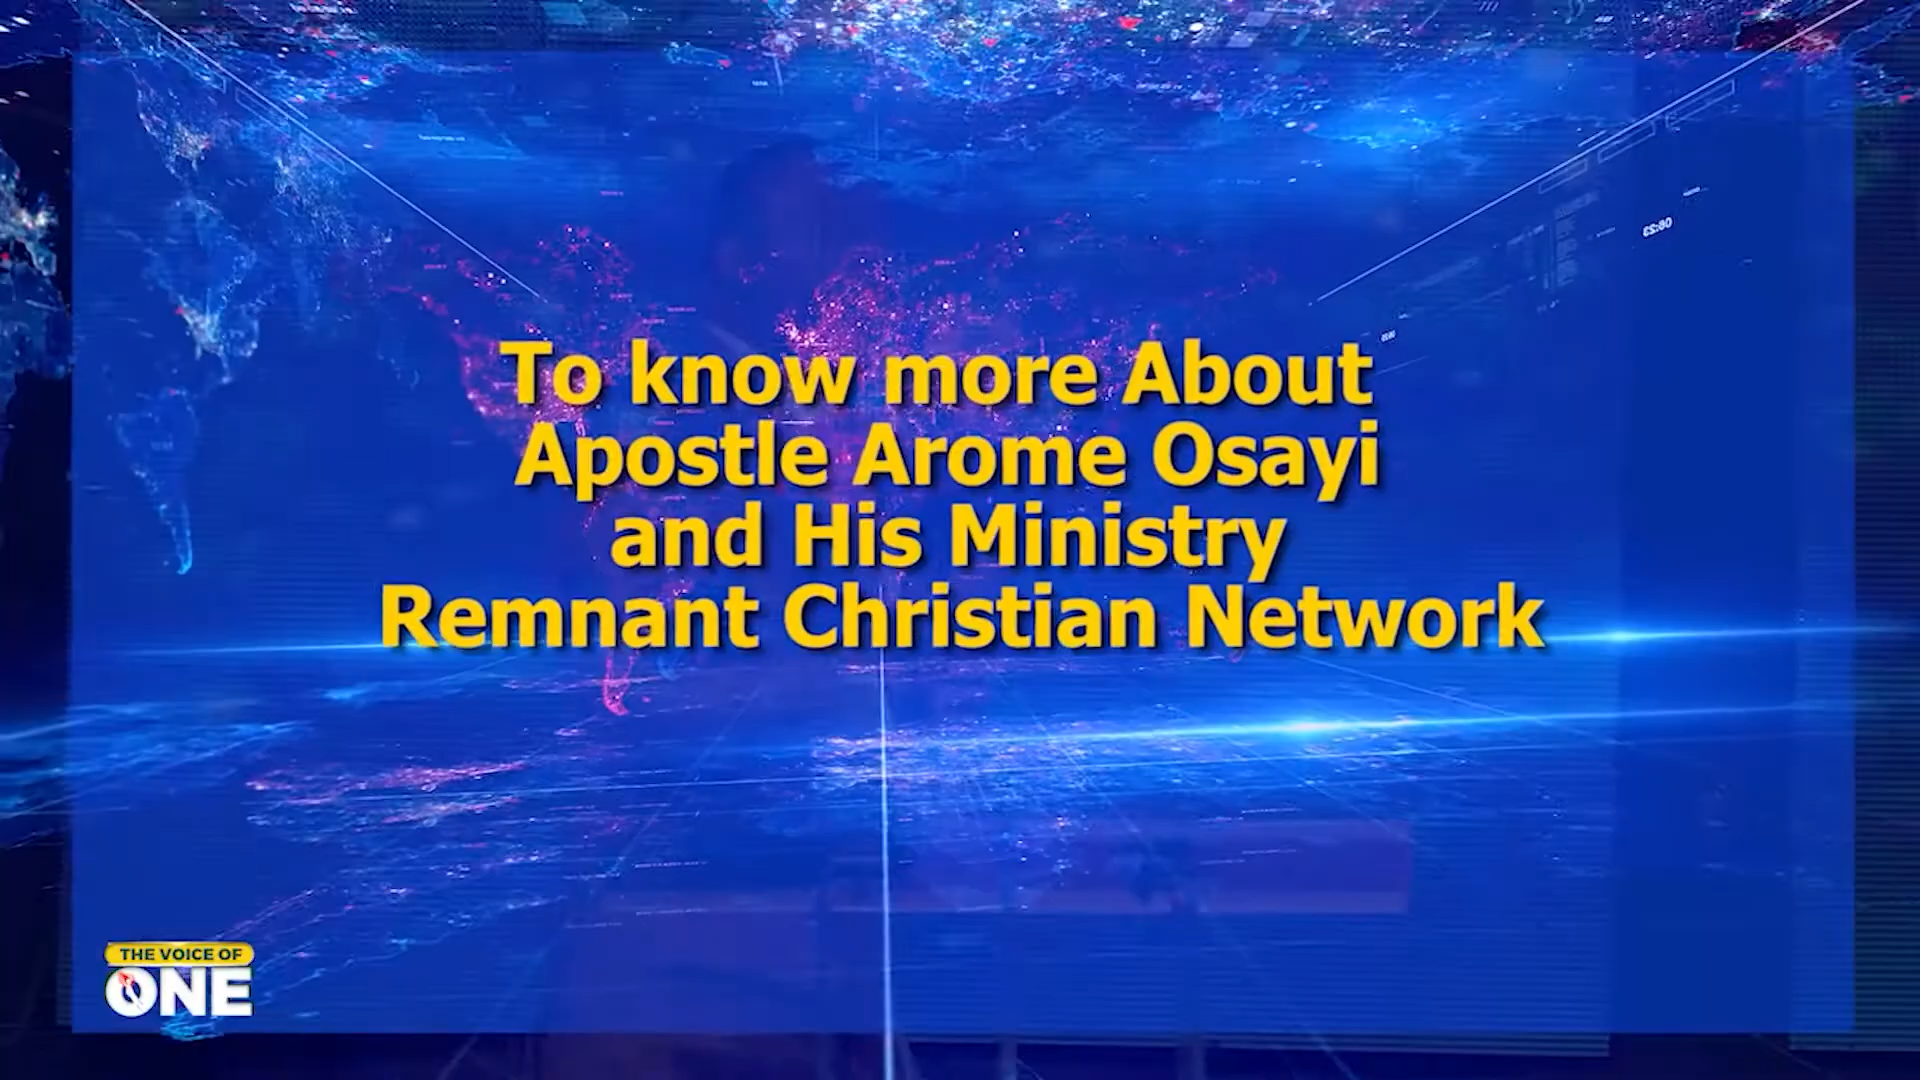 To know more About
Apostle Arome Osayi
and His Ministry
Remnant Christian Network
THE VOICE OF
ONE